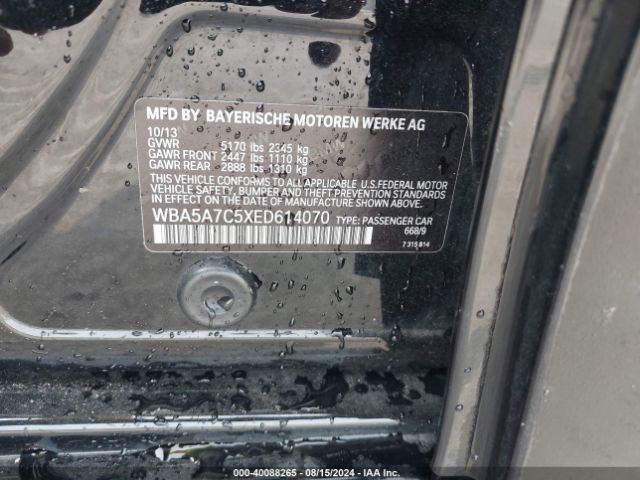 MFD BY BAYERISCHE MOTOREN WERKE AG
10/13
GVWR 5170 lbs 2345 kg
GAWR FRONT 2447 lbs 1110 kg
GAWR REAR - 2888 lbs 1310 kg
THIS VEHICLE CONFORMS TO ALL APPLICABLE U.S.FEDERAL MOTOR
VEHICLE SAFETY, BUMPER AND THEFT PREVENTION STANDARDS
IN EFFECT ON THE DATE OF MANUFACTURE SHOWN ABOVE.
WBA5A7C5XED614070 TYPE: PASSENGER CAR
668/9
7 315 814
000-40088265 - 08/15/2024 - IAA Inc.